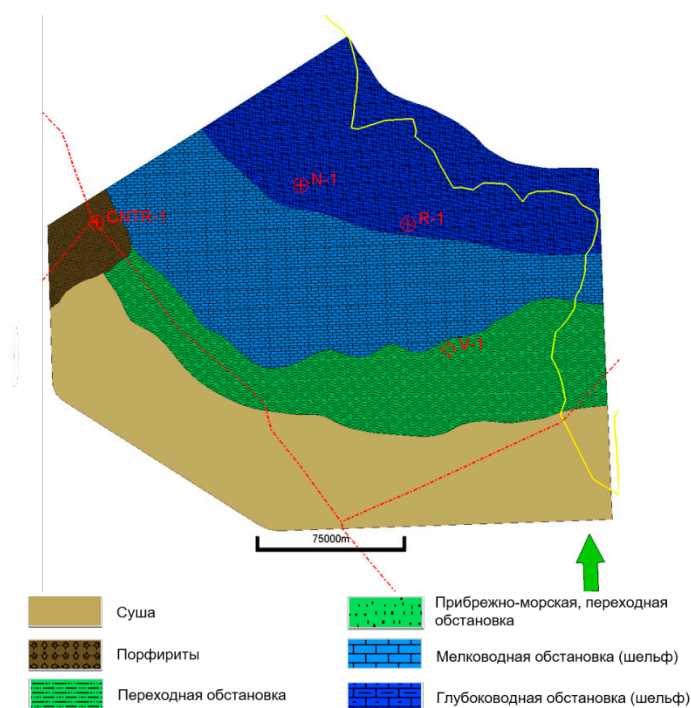 N-1
CNTR-1
R-1
V-1
75000m
Суша
Прибрежно-морская, переходная
обстановка
Порфириты
Мелководная обстановка (шельф)
Переходная обстановка
Глубоководная обстановка (шельф)